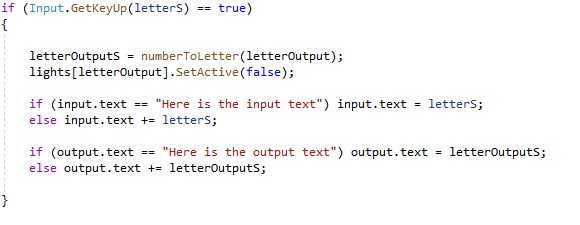 if (Input.GetKeyUp(letterS) == true)
{
letterOutputS = numberToLetter(letterOutput);
lights[letterOutput].SetActive(false);
if (input.text == "Here is the input text") input.text = letterS;
else input.text += letterS;
if (output.text == "Here is the output text") output.text = letterOutputS;
else output.text += letterOutputS;
}